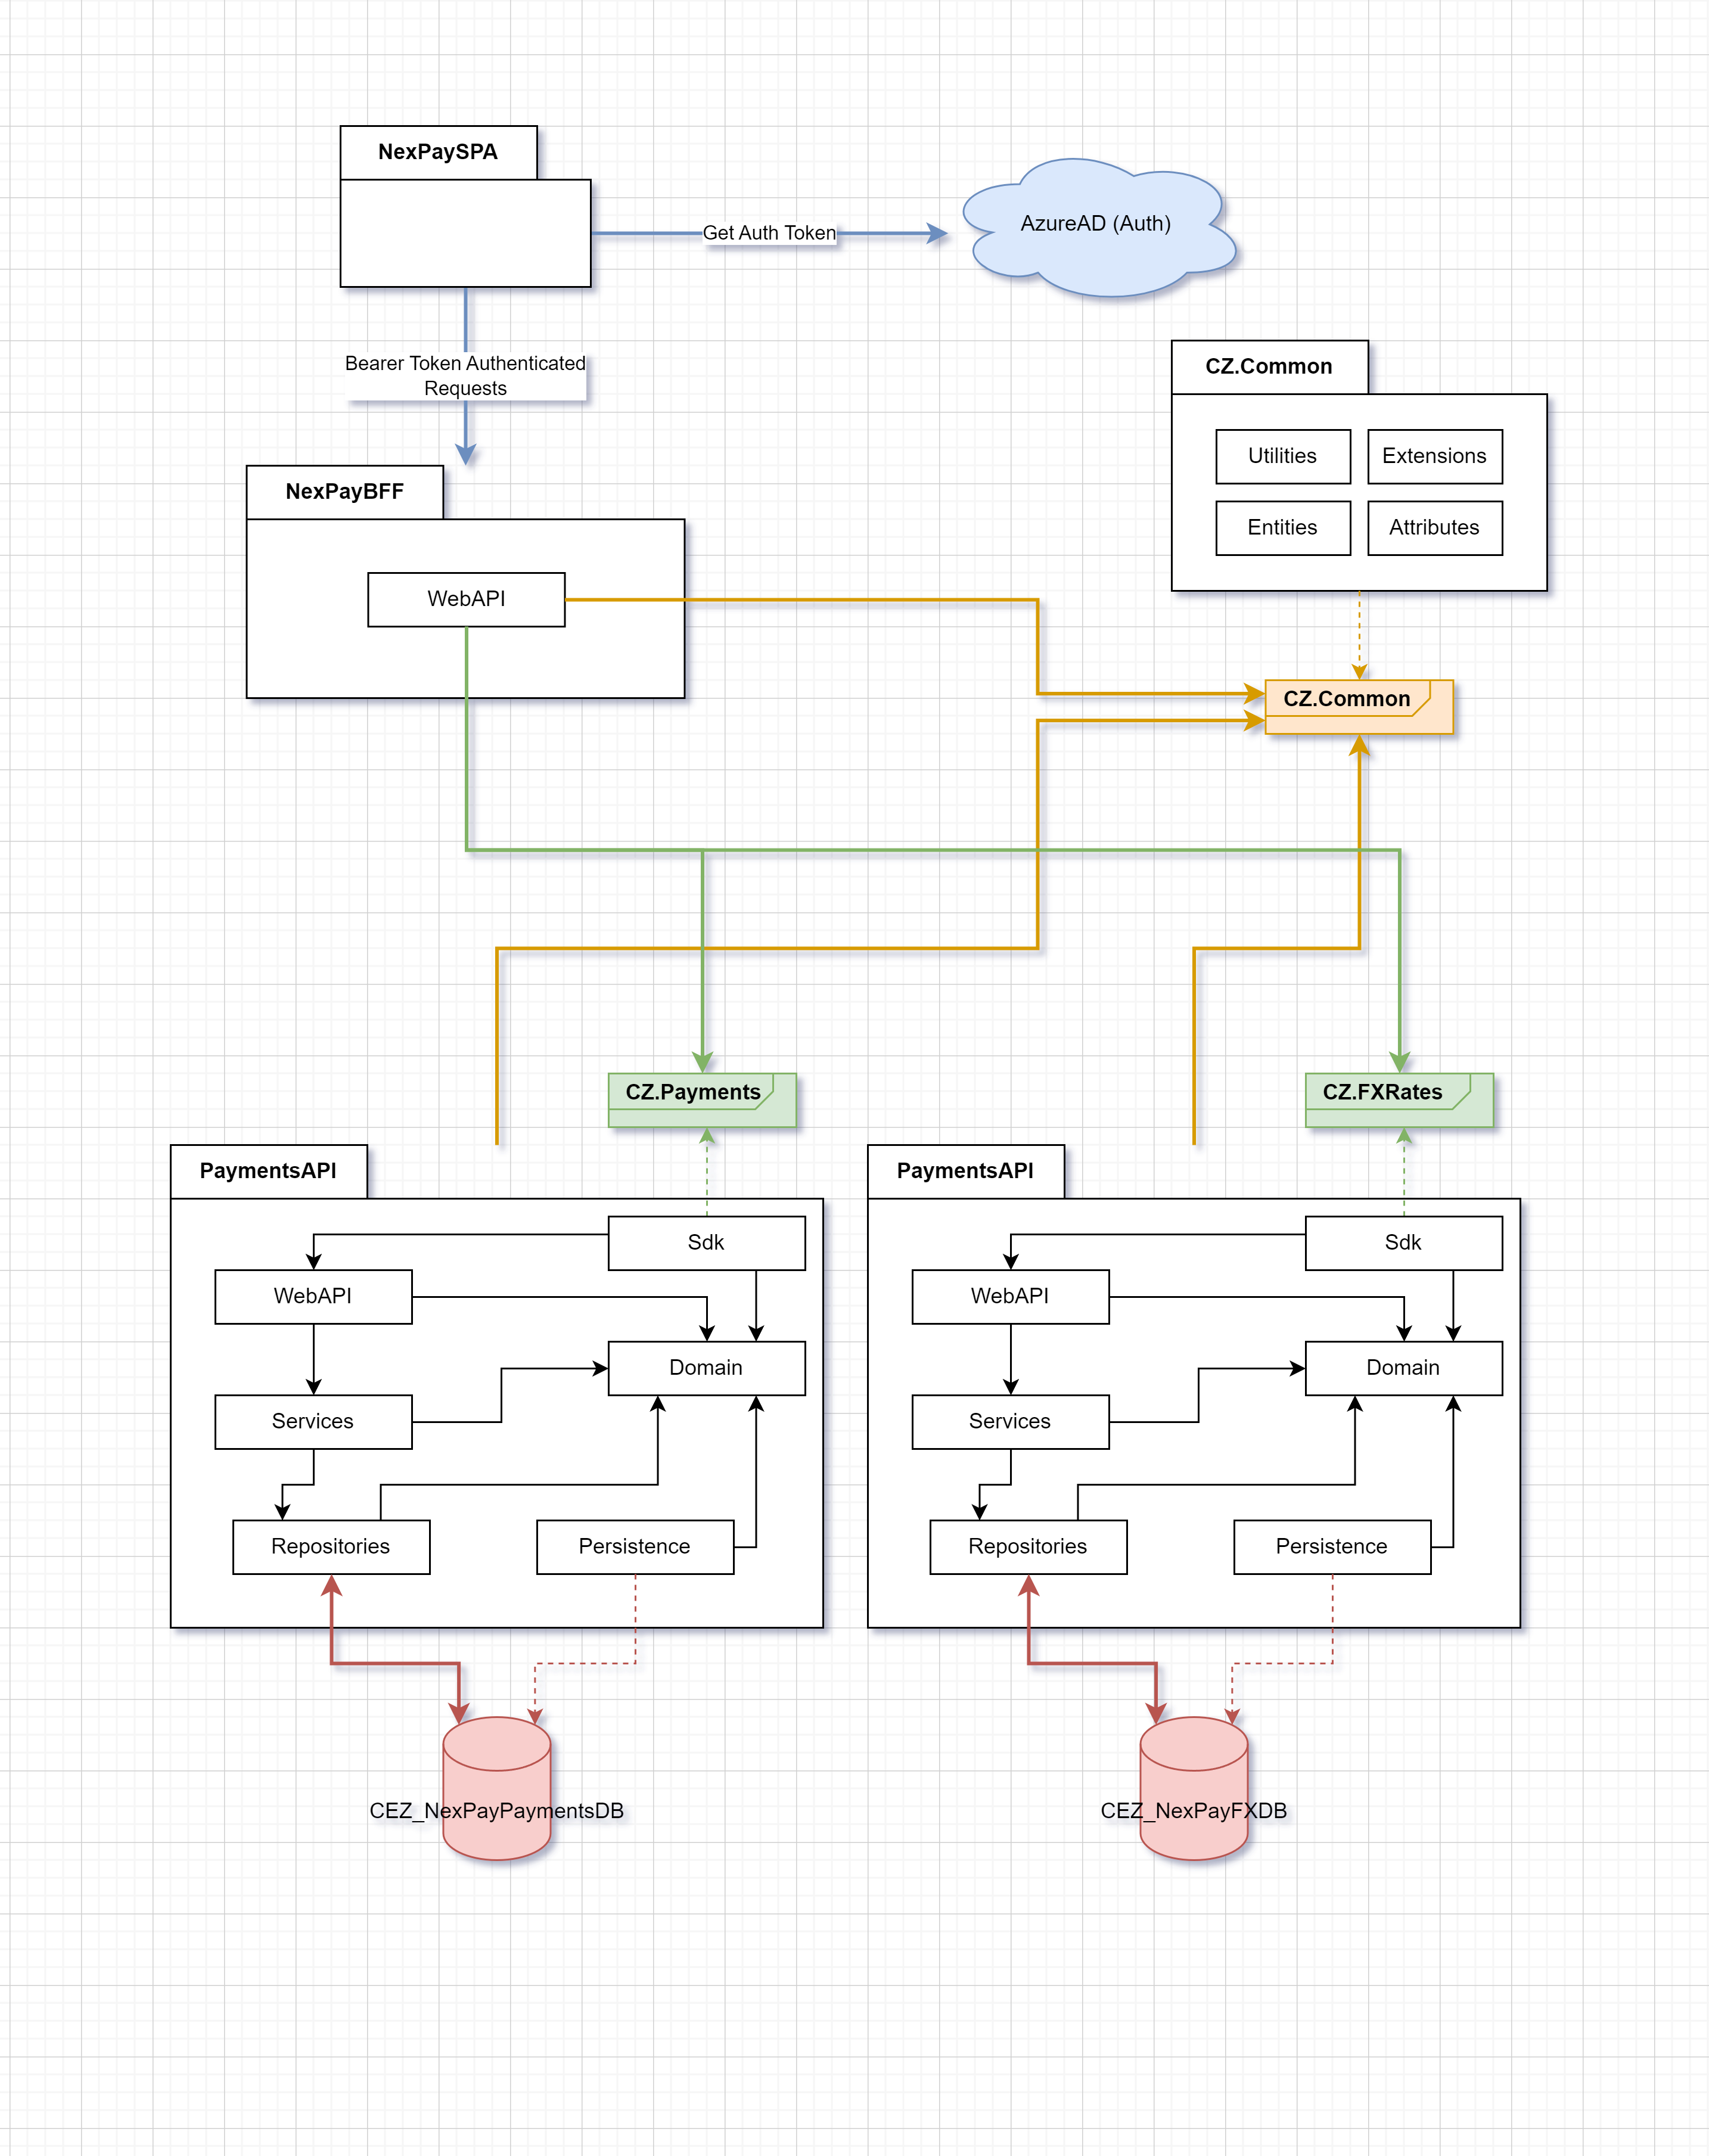 NexPaySPA
Get Auth Token
AzureAD (Auth)
Bearer Token Authenticated
Requests
CZ.Common
Utilities
Extensions
Entities
Attributes
NexPayBFF
WebAPI
CZ.Common
CZ.Payments
CZ.FXRates
PaymentsAPI
Sdk
WebAPI
Domain
Services
Repositories
Persistence
CEZ_NexPayPaymentsDB
PaymentsAPI
Sdk
WebAPI
Domain
Services
Repositories
Persistence
CEZ_NexPayFXDB